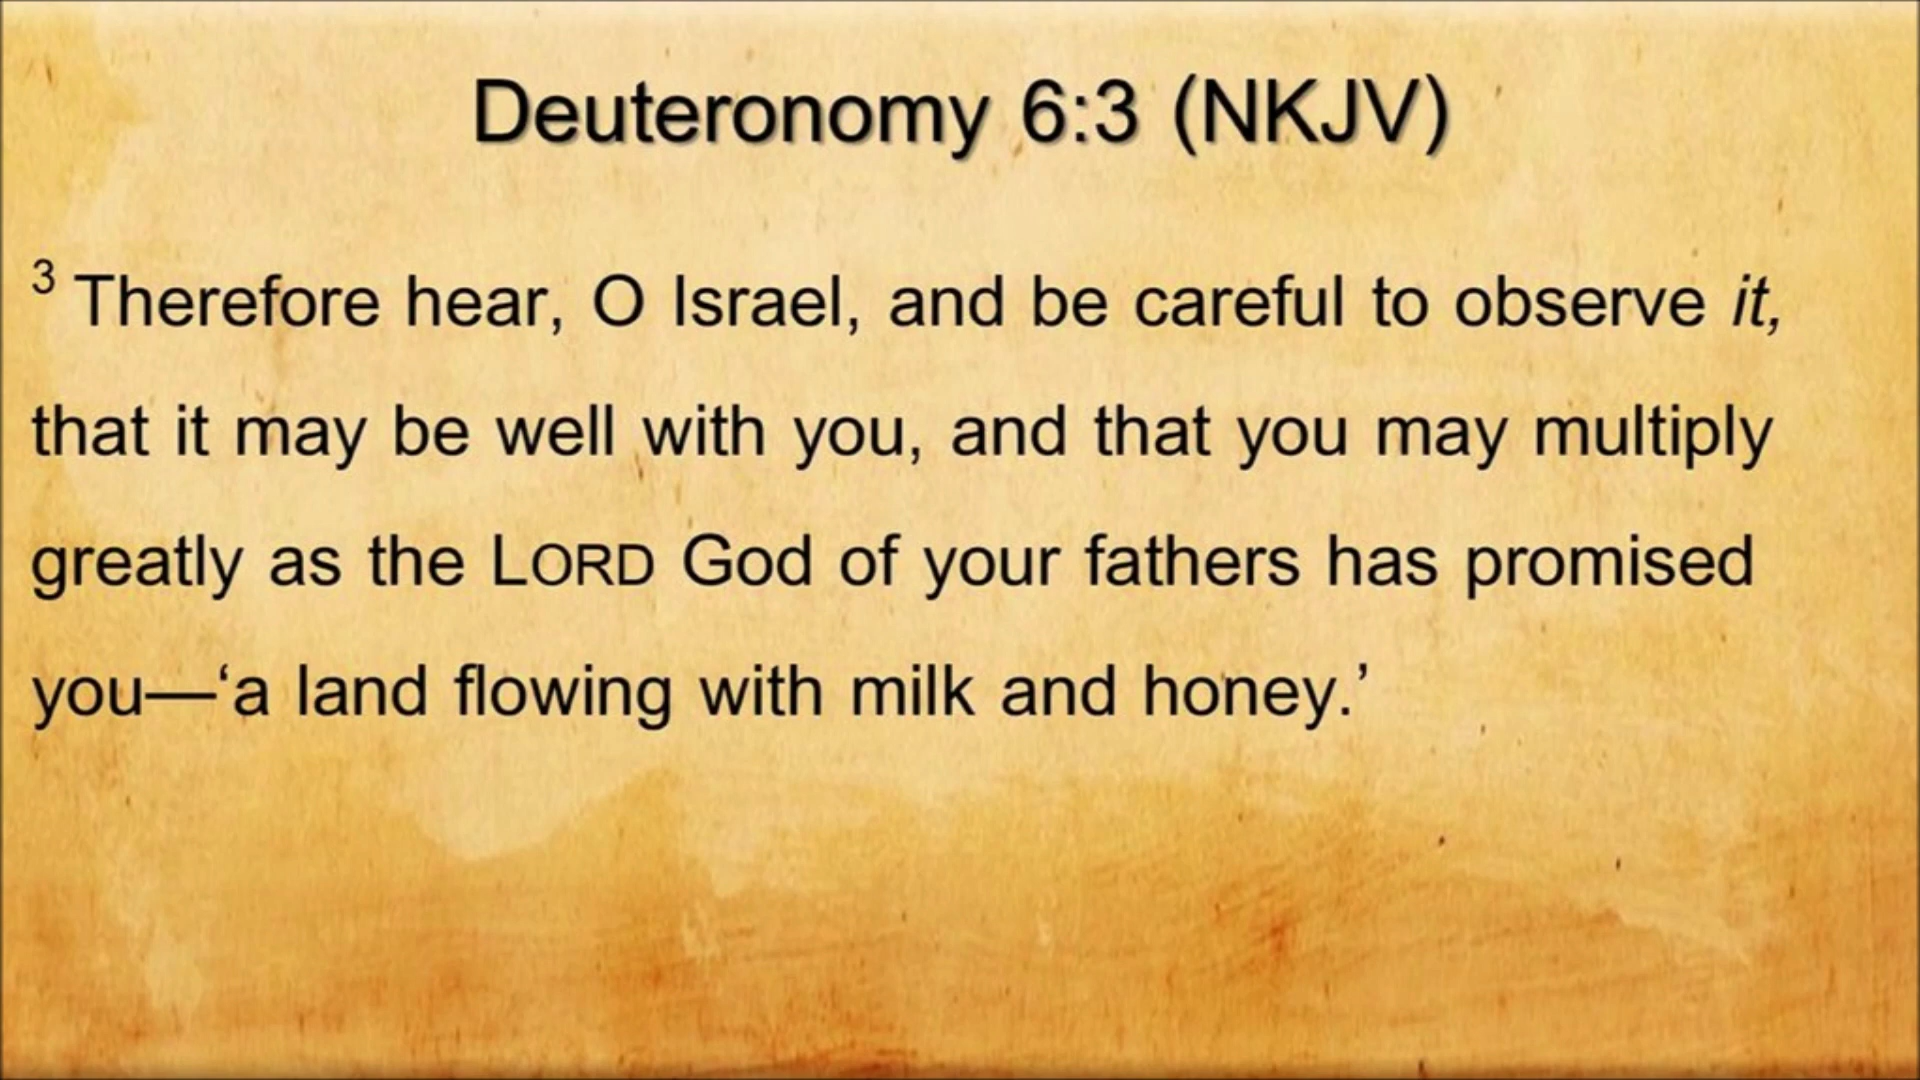 Deuteronomy 6:3 (NKJV)
³ Therefore hear, O Israel, and be careful to observe it,
that it may be well with you, and that you may multiply
greatly as the LORD God of your fathers has promised
you—‘a land flowing with milk and honey.’